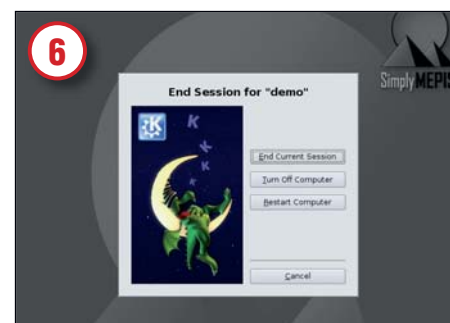 6
SimplyMEPIS
End Session for "demo"
K
K
K
K
K
End Current Session
Turn Off Computer
Restart Computer
Cancel